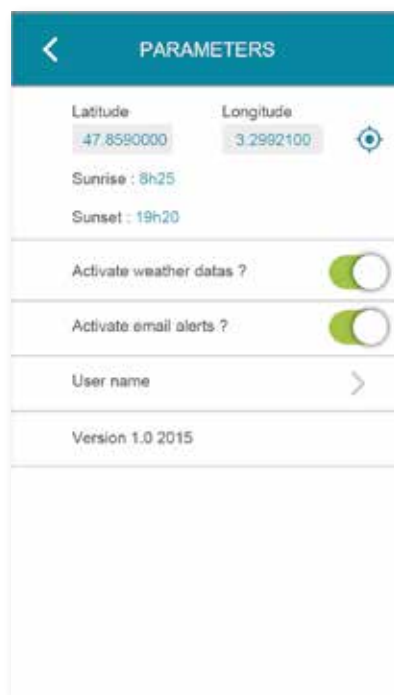 PARAMETERS
Latitude Longitude
47.8590000 3.2992100
Sunrise : 8h25
Sunset : 19h20
Activate weather datas ?
Activate email alerts ?
User name
Version 1.0 2015